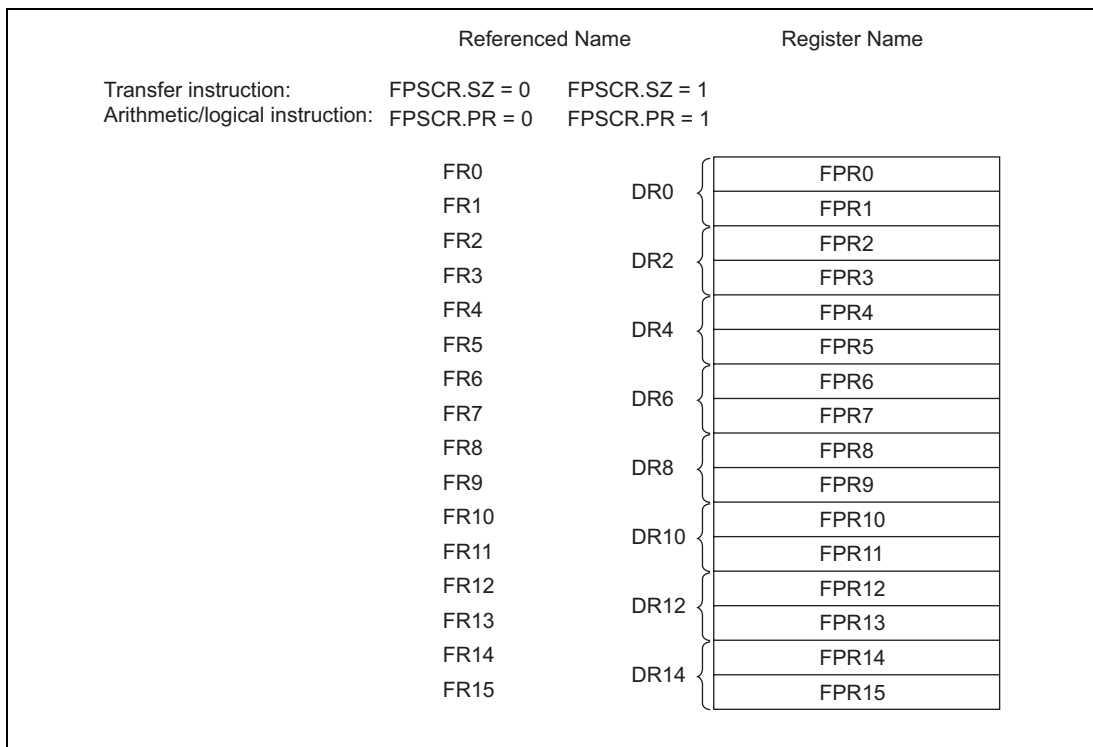 Referenced Name Register Name
Transfer instruction: FPSCR.SZ = 0 FPSCR.SZ = 1
Arithmetic/logical instruction: FPSCR.PR = 0 FPSCR.PR = 1
FR0 DR0 FPR0
FR1 FPR1
FR2 DR2 FPR2
FR3 FPR3
FR4 DR4 FPR4
FR5 FPR5
FR6 DR6 FPR6
FR7 FPR7
FR8 DR8 FPR8
FR9 FPR9
FR10 DR10 FPR10
FR11 FPR11
FR12 DR12 FPR12
FR13 FPR13
FR14 DR14 FPR14
FR15 FPR15